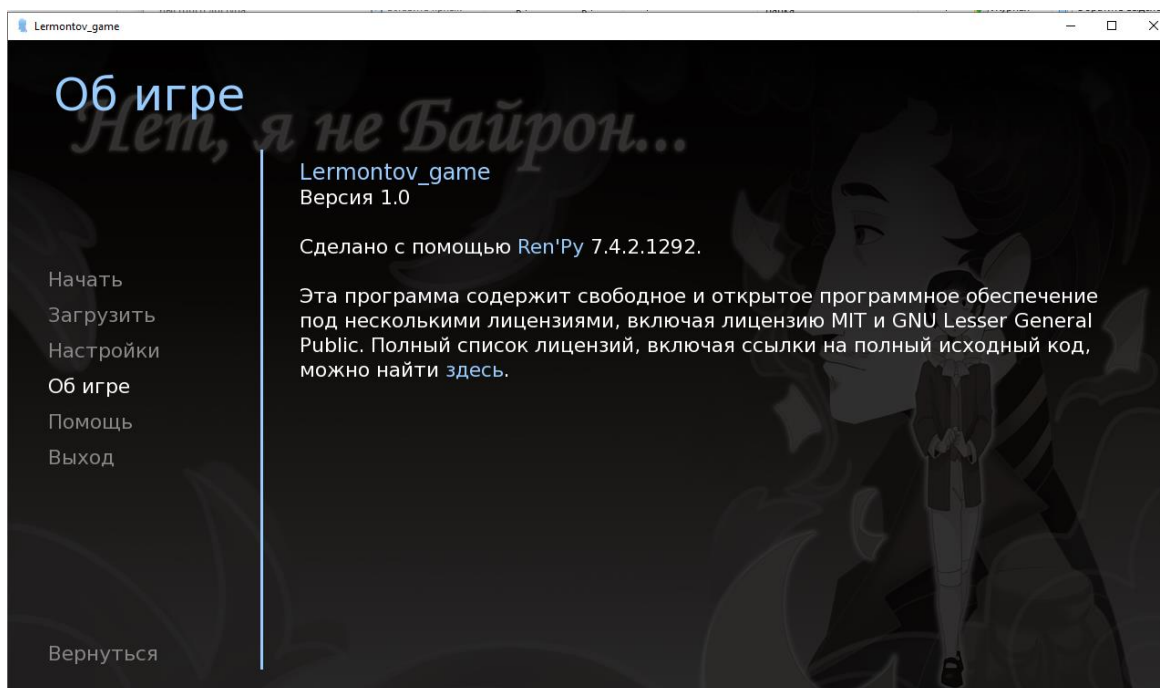 Lermontov_game
Об игре
Нет, я не Байрон...
Lermontov_game
Версия 1.0
Сделано с помощью Ren'Py 7.4.2.1292.
Эта программа содержит свободное и открытое программное обеспечение
под несколькими лицензиями, включая лицензию MIT и GNU Lesser General
Public. Полный список лицензий, включая ссылки на полный исходный код,
можно найти здесь.
Начать
Загрузить
Настройки
Об игре
Помощь
Выход
Вернуться